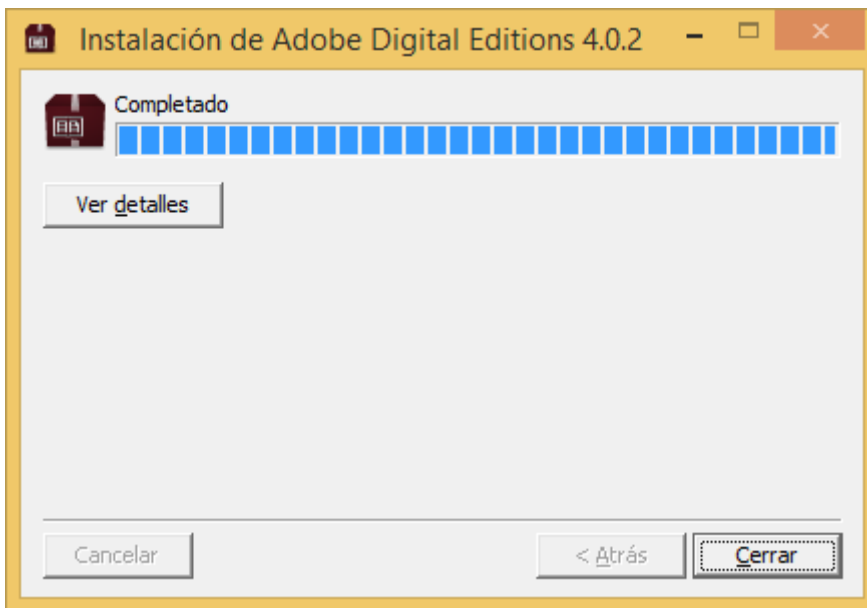 Instalación de Adobe Digital Editions 4.0.2
Completado
Ver detalles
Cancelar
< Atrás
Cerrar